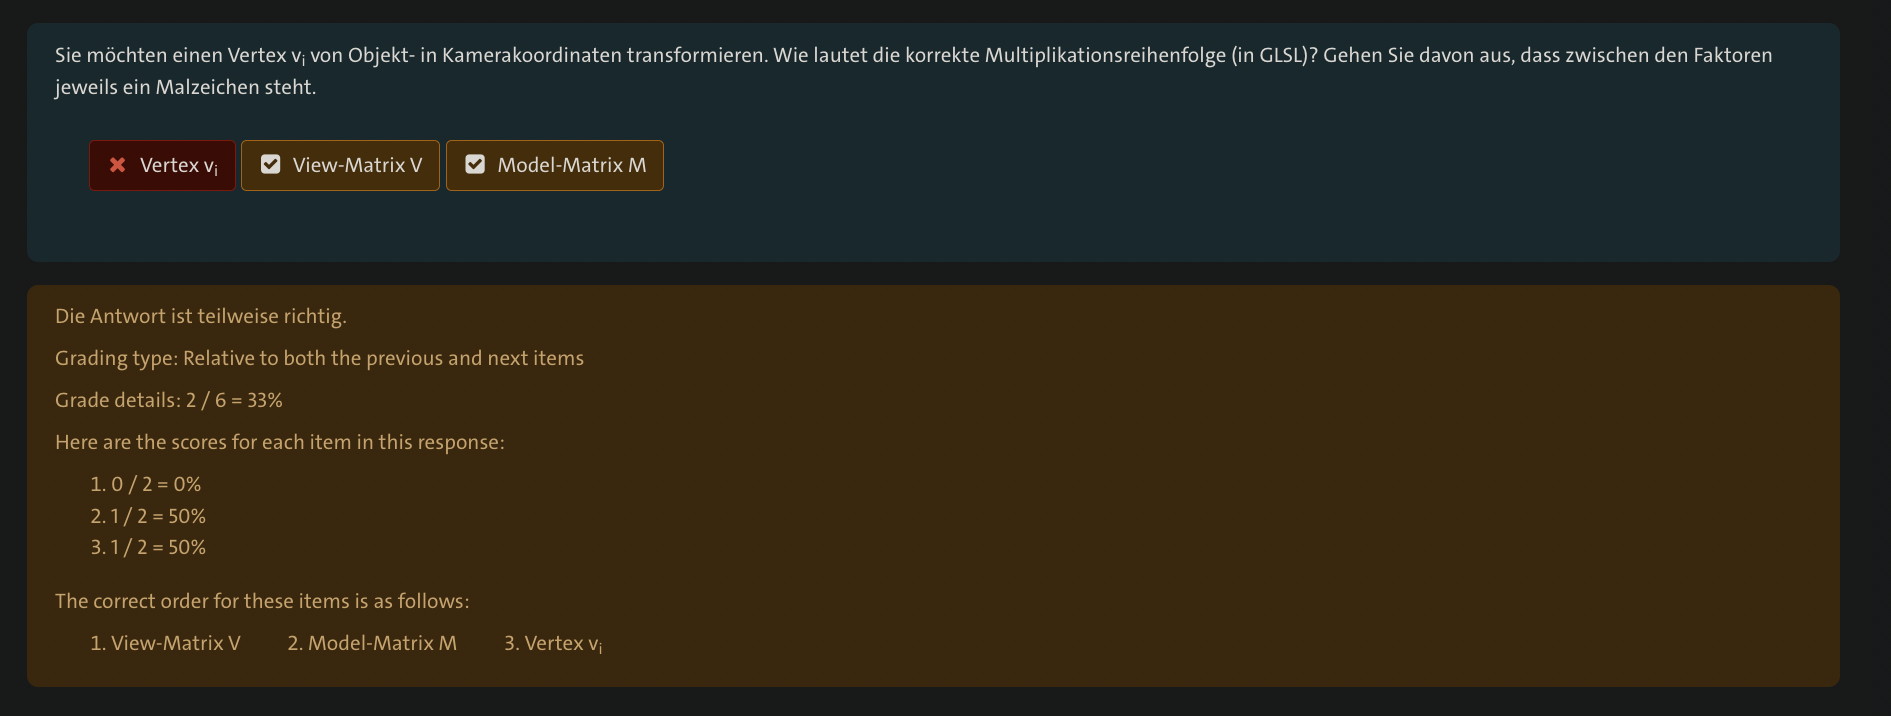 Sie möchten einen Vertex vᵢ von Objekt- in Kamerakoordinaten transformieren. Wie lautet die korrekte Multiplikationsreihenfolge (in GLSL)? Gehen Sie davon aus, dass zwischen den Faktoren
jeweils ein Malzeichen steht.
Vertex vᵢ View-Matrix V Model-Matrix M
Die Antwort ist teilweise richtig.
Grading type: Relative to both the previous and next items
Grade details: 2 / 6 = 33%
Here are the scores for each item in this response:
1. 0 / 2 = 0%
2. 1 / 2 = 50%
3. 1 / 2 = 50%
The correct order for these items is as follows:
1. View-Matrix V 2. Model-Matrix M 3. Vertex vᵢ